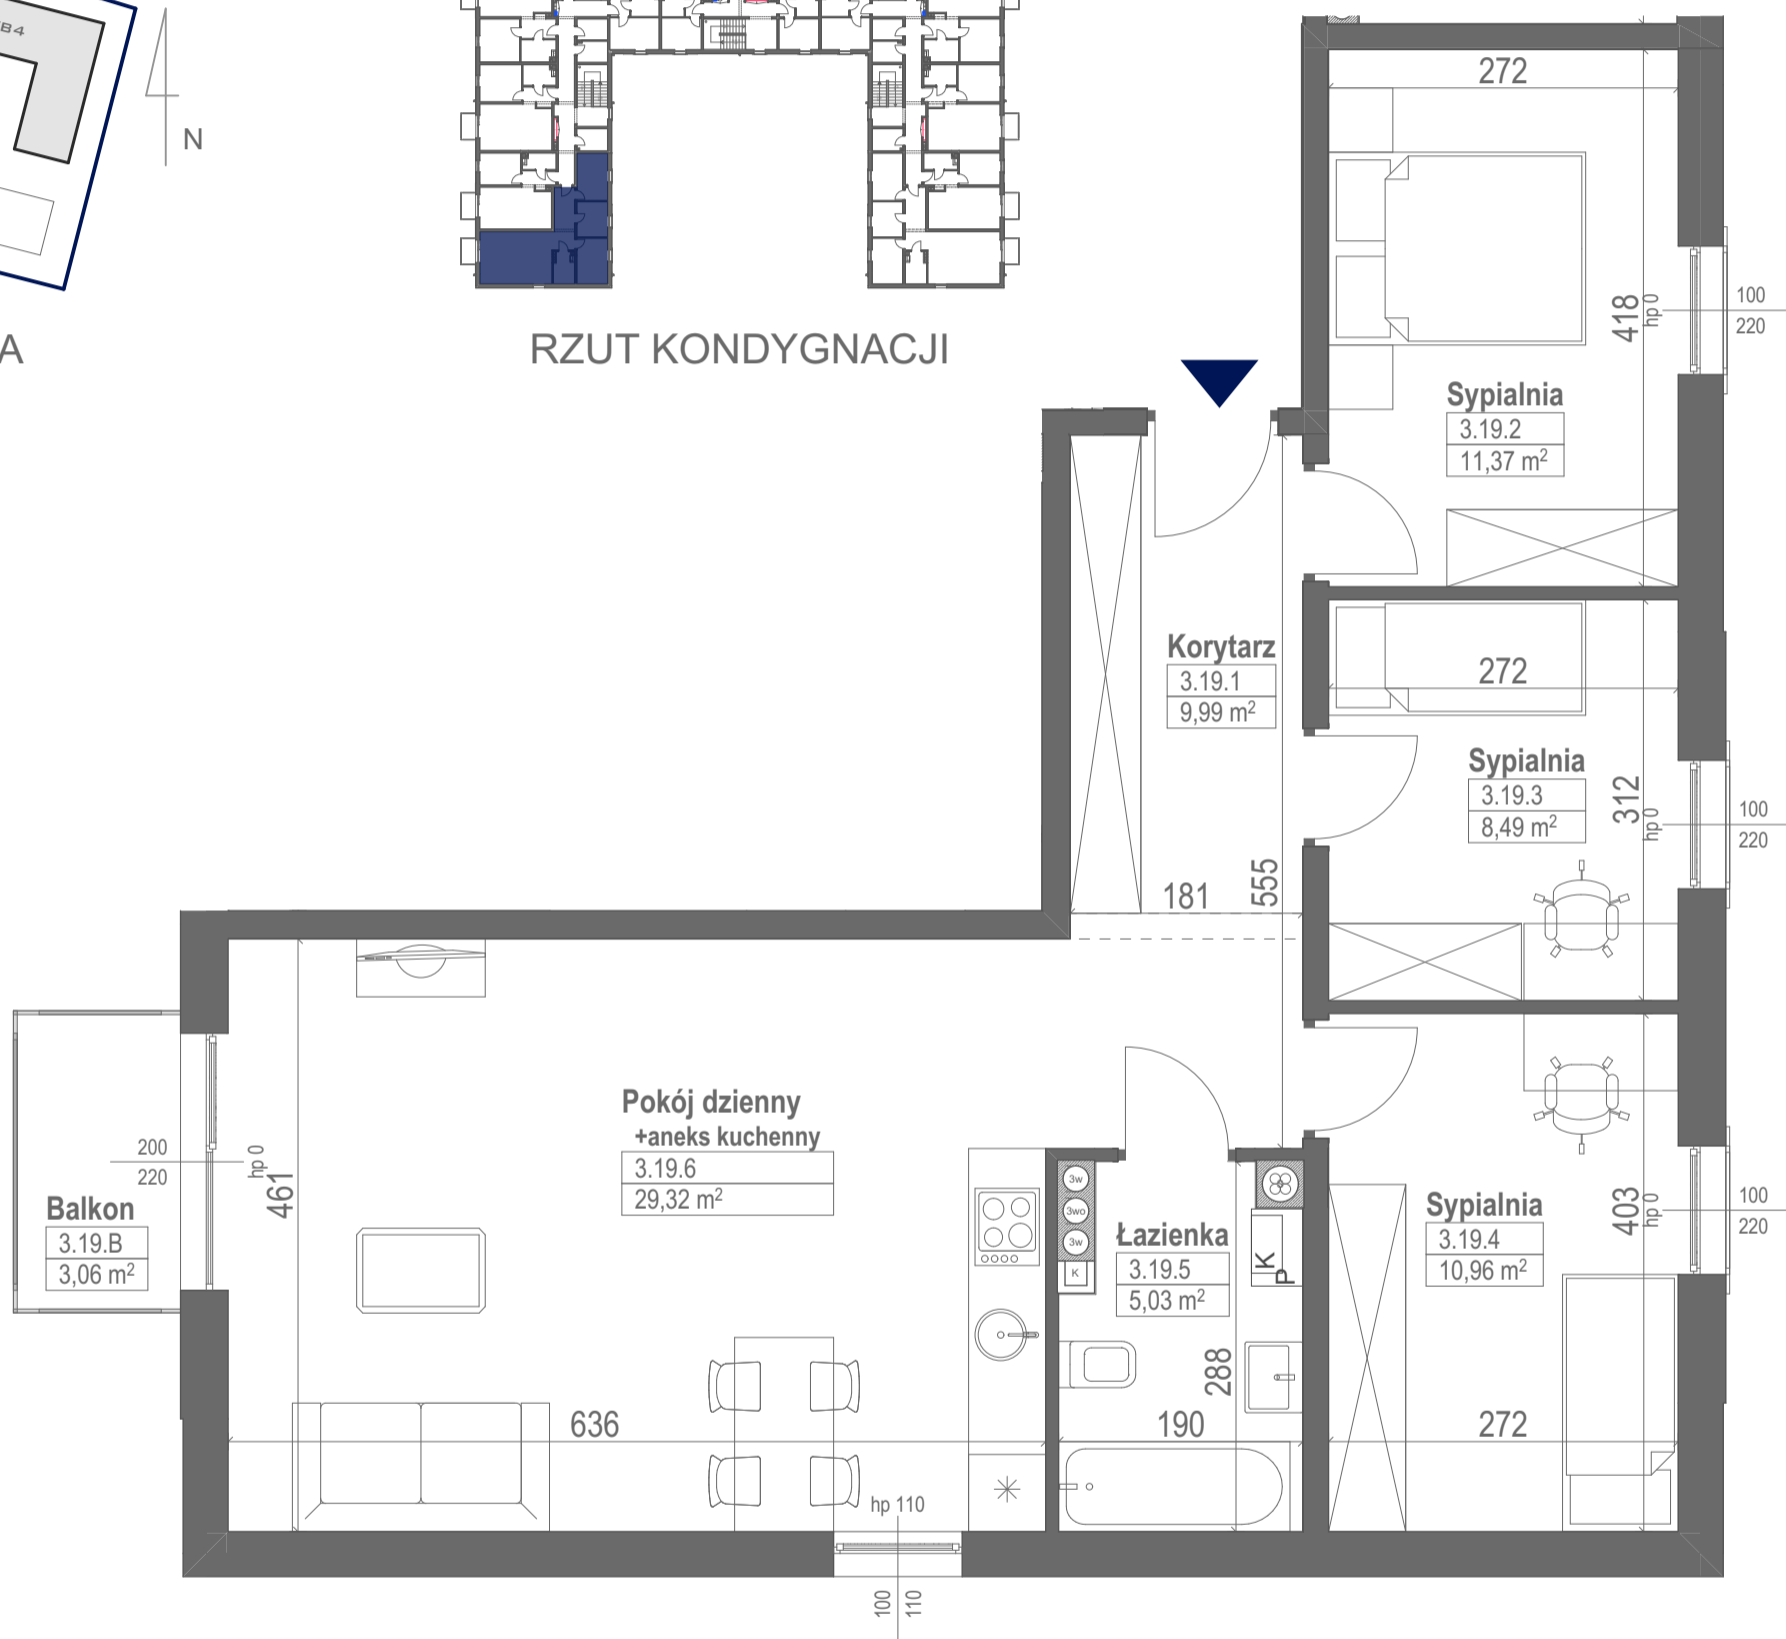 B4
N
A
RZUT KONDYGNACJI
272
418
hp 0
100
220
Sypialnia
3.19.2
11,37 m²
Korytarz
3.19.1
9,99 m²
181
555
272
Sypialnia
3.19.3
8,49 m²
312
hp 0
100
220
Pokój dzienny
+aneks kuchenny
3.19.6
29,32 m²
200
220
hp 0
461
Balkon
3.19.B
3,06 m²
3w
3wo
3w
K
Łazienka
3.19.5
5,03 m²
K
P
288
190
Sypialnia
3.19.4
10,96 m²
403
hp 0
100
220
272
636
hp 110
100
110